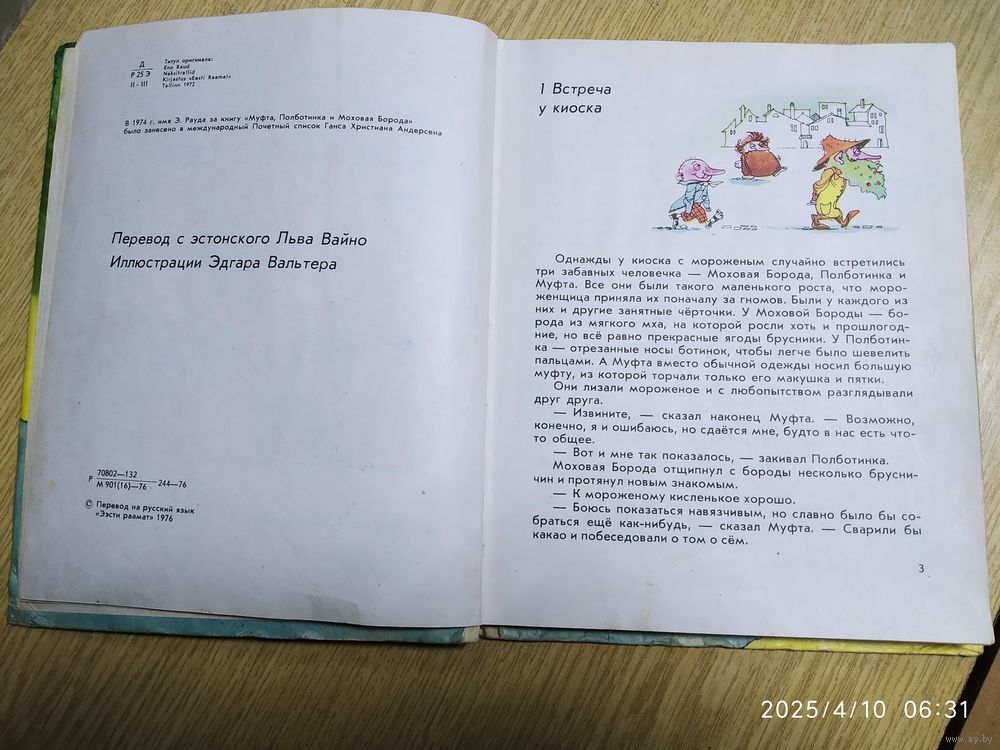 Д
Р 25 Э
II—III
Титул оригинала:
Eno Raud
Naksitrallid
Kirjastus «Eesti Raamat»
Tallinn 1972
В 1974 г. имя Э. Рауда за книгу «Муфта, Полботинка и Моховая Борода»
было занесено в международный Почетный список Ганса Христиана Андерсена
Перевод с эстонского Льва Вайно
Иллюстрации Эдгара Вальтера
Р 70802—132
М 901(16)—76 244—76
© Перевод на русский язык
«Ээсти раамат» 1976
1 Встреча
у киоска
Однажды у киоска с мороженым случайно встретились
три забавных человечка — Моховая Борода, Полботинка и
Муфта. Все они были такого маленького роста, что моро-
женщица приняла их поначалу за гномов. Были у каждого из
них и другие занятные чёрточки. У Моховой Бороды — бо-
рода из мягкого мха, на которой росли хоть и прошлогод-
ние, но всё равно прекрасные ягоды брусники. У Полботин-
ка — отрезанные носы ботинок, чтобы легче было шевелить
пальцами. А Муфта вместо обычной одежды носил большую
муфту, из которой торчали только его макушка и пятки.
Они лизали мороженое и с любопытством разглядывали
друг друга.
— Извините, — сказал наконец Муфта. — Возможно,
конечно, я и ошибаюсь, но сдаётся мне, будто в нас есть что-
то общее.
— Вот и мне так показалось, — закивал Полботинка.
Моховая Борода отщипнул с бороды несколько брусни-
чин и протянул новым знакомым.
— К мороженому кисленькое хорошо.
— Боюсь показаться навязчивым, но славно было бы со-
браться ещё как-нибудь, — сказал Муфта. — Сварили бы
какао и побеседовали о том о сём.
3
2025/4/10 06:31
www.ay.by